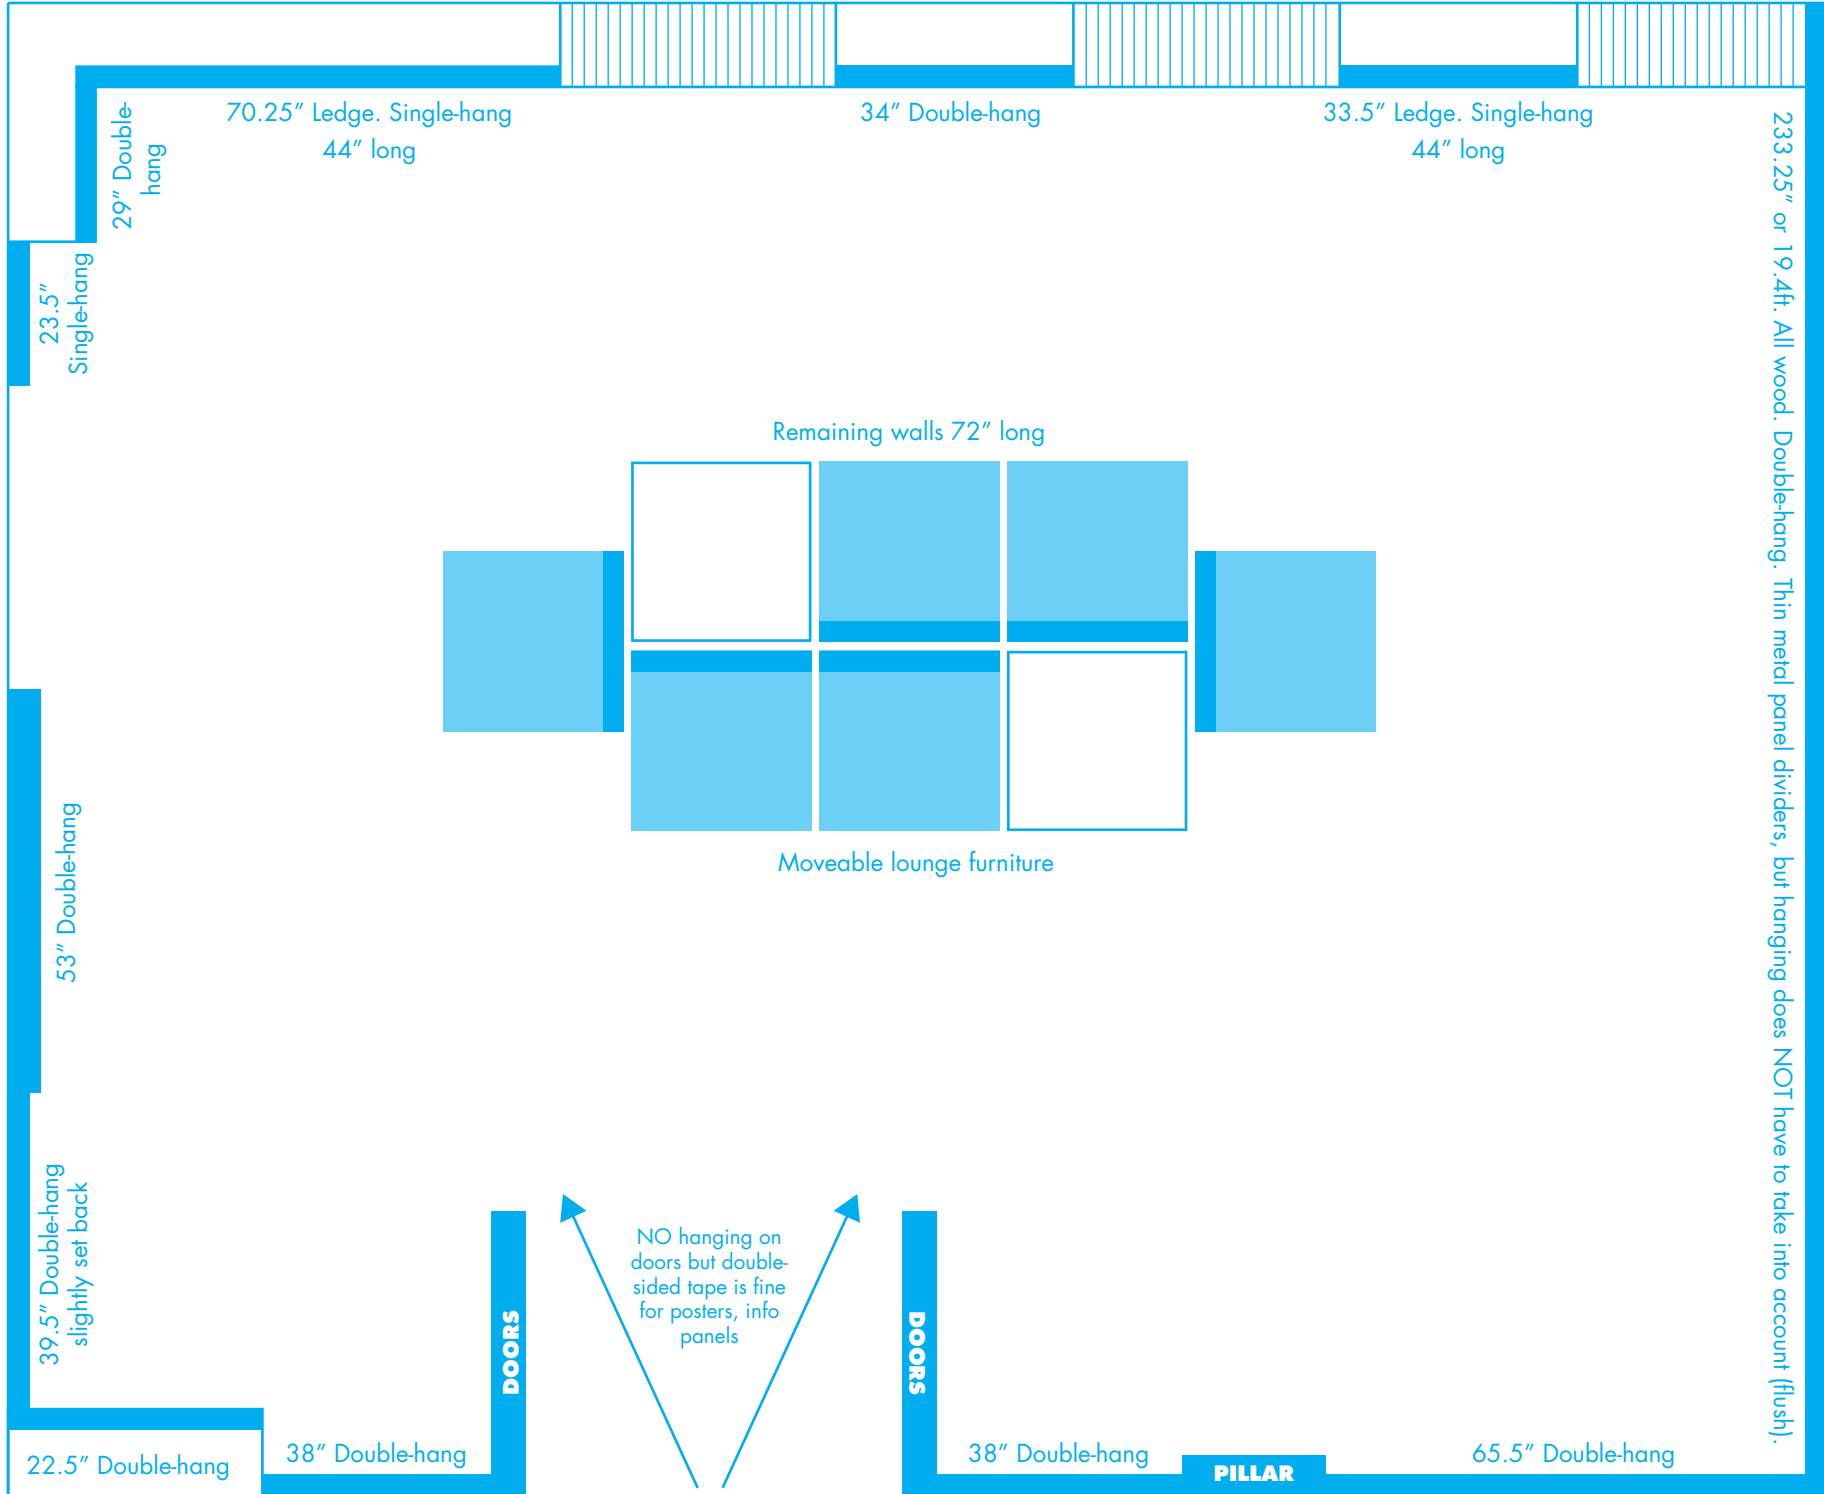 70.25” Ledge. Single-hang
44” long
34” Double-hang
33.5” Ledge. Single-hang
44” long
29” Double-
hang
23.5”
Single-hang
233.25” or 19.4ft. All wood. Double-hang. Thin metal panel dividers, but hanging does NOT have to take into account (flush).
Remaining walls 72” long
Moveable lounge furniture
53” Double-hang
39.5” Double-hang
slightly set back
DOORS
NO hanging on
doors but double-
sided tape is fine
for posters, info
panels
DOORS
22.5” Double-hang
38” Double-hang
38” Double-hang
PILLAR
65.5” Double-hang